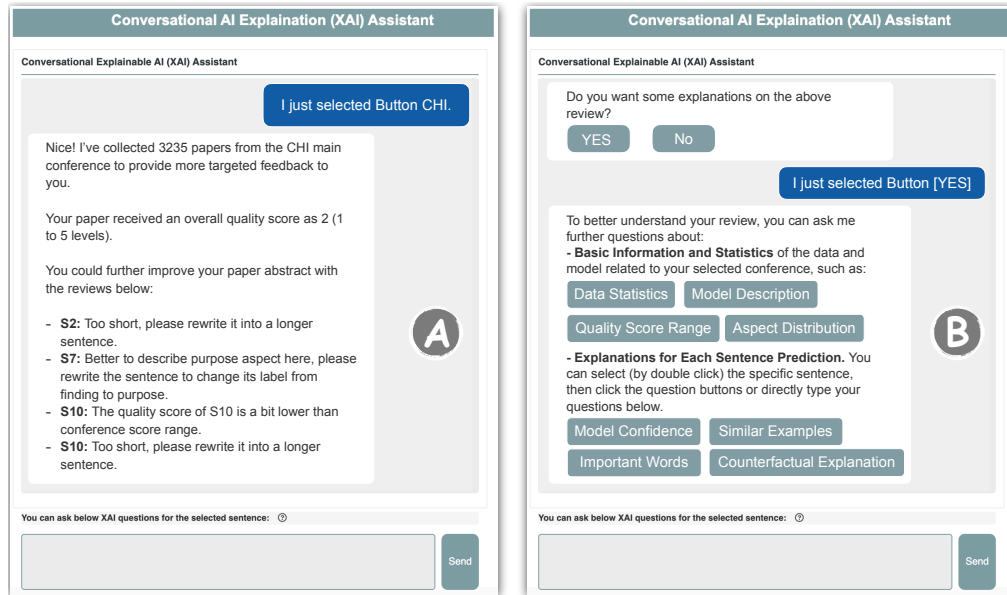 Conversational AI Explaination (XAI) Assistant
Conversational Explainable AI (XAI) Assistant
I just selected Button CHI.
Nice! I've collected 3235 papers from the CHI main
conference to provide more targeted feedback to
you.
Your paper received an overall quality score as 2 (1
to 5 levels).
You could further improve your paper abstract with
the reviews below:
- S2: Too short, please rewrite it into a longer
sentence.
- S7: Better to describe purpose aspect here, please
rewrite the sentence to change its label from
finding to purpose.
- S10: The quality score of S10 is a bit lower than
conference score range.
- S10: Too short, please rewrite it into a longer
sentence.
A
You can ask below XAI questions for the selected sentence: ?
Send
Conversational AI Explaination (XAI) Assistant
Conversational Explainable AI (XAI) Assistant
Do you want some explanations on the above
review?
YES No
I just selected Button [YES]
To better understand your review, you can ask me
further questions about:
- Basic Information and Statistics of the data and
model related to your selected conference, such as:
Data Statistics Model Description
Quality Score Range Aspect Distribution
- Explanations for Each Sentence Prediction. You
can select (by double click) the specific sentence,
then click the question buttons or directly type your
questions below.
Model Confidence Similar Examples
Important Words Counterfactual Explanation
B
You can ask below XAI questions for the selected sentence: ?
Send